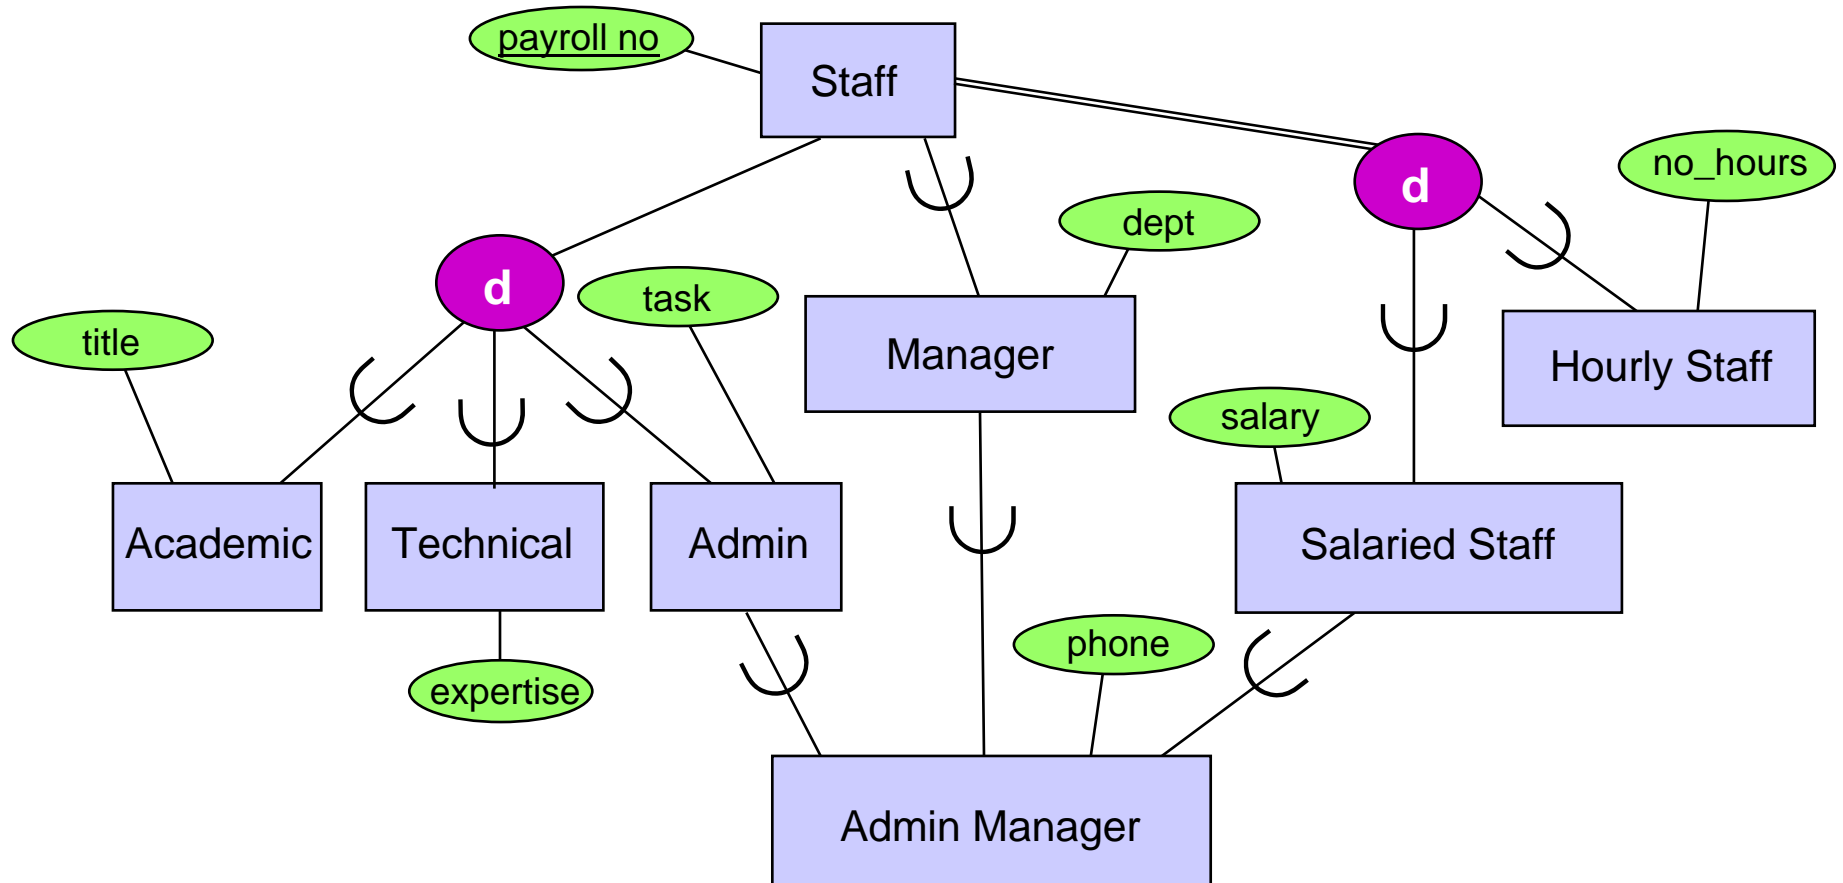 payroll no
Staff
d
no_hours
dept
d
task
title
Manager
Hourly Staff
salary
Academic
Technical
Admin
Salaried Staff
phone
expertise
Admin Manager